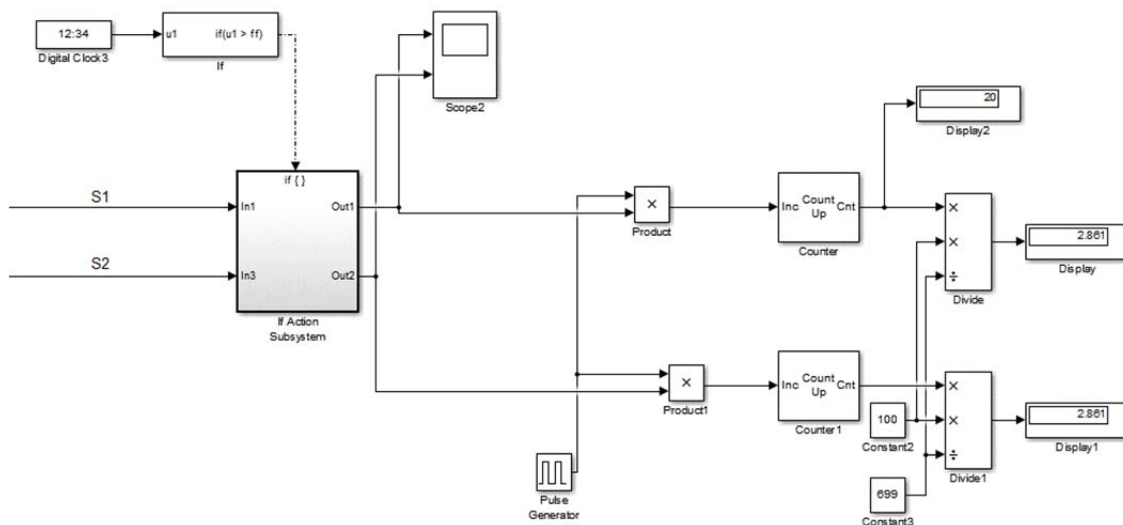 12:34
Digital Clock3
u1
if(u1 > ff)
If
Scope2
20
Display2
S1
S2
if { }
In1
Out1
In3
Out2
If Action
Subsystem
×
Product
Inc
Count
Up
Cnt
Counter
×
×
÷
Divide
2.861
Display
×
Product1
Inc
Count
Up
Cnt
Counter1
100
Constant2
×
×
÷
Divide1
2.861
Display1
Pulse
Generator
699
Constant3